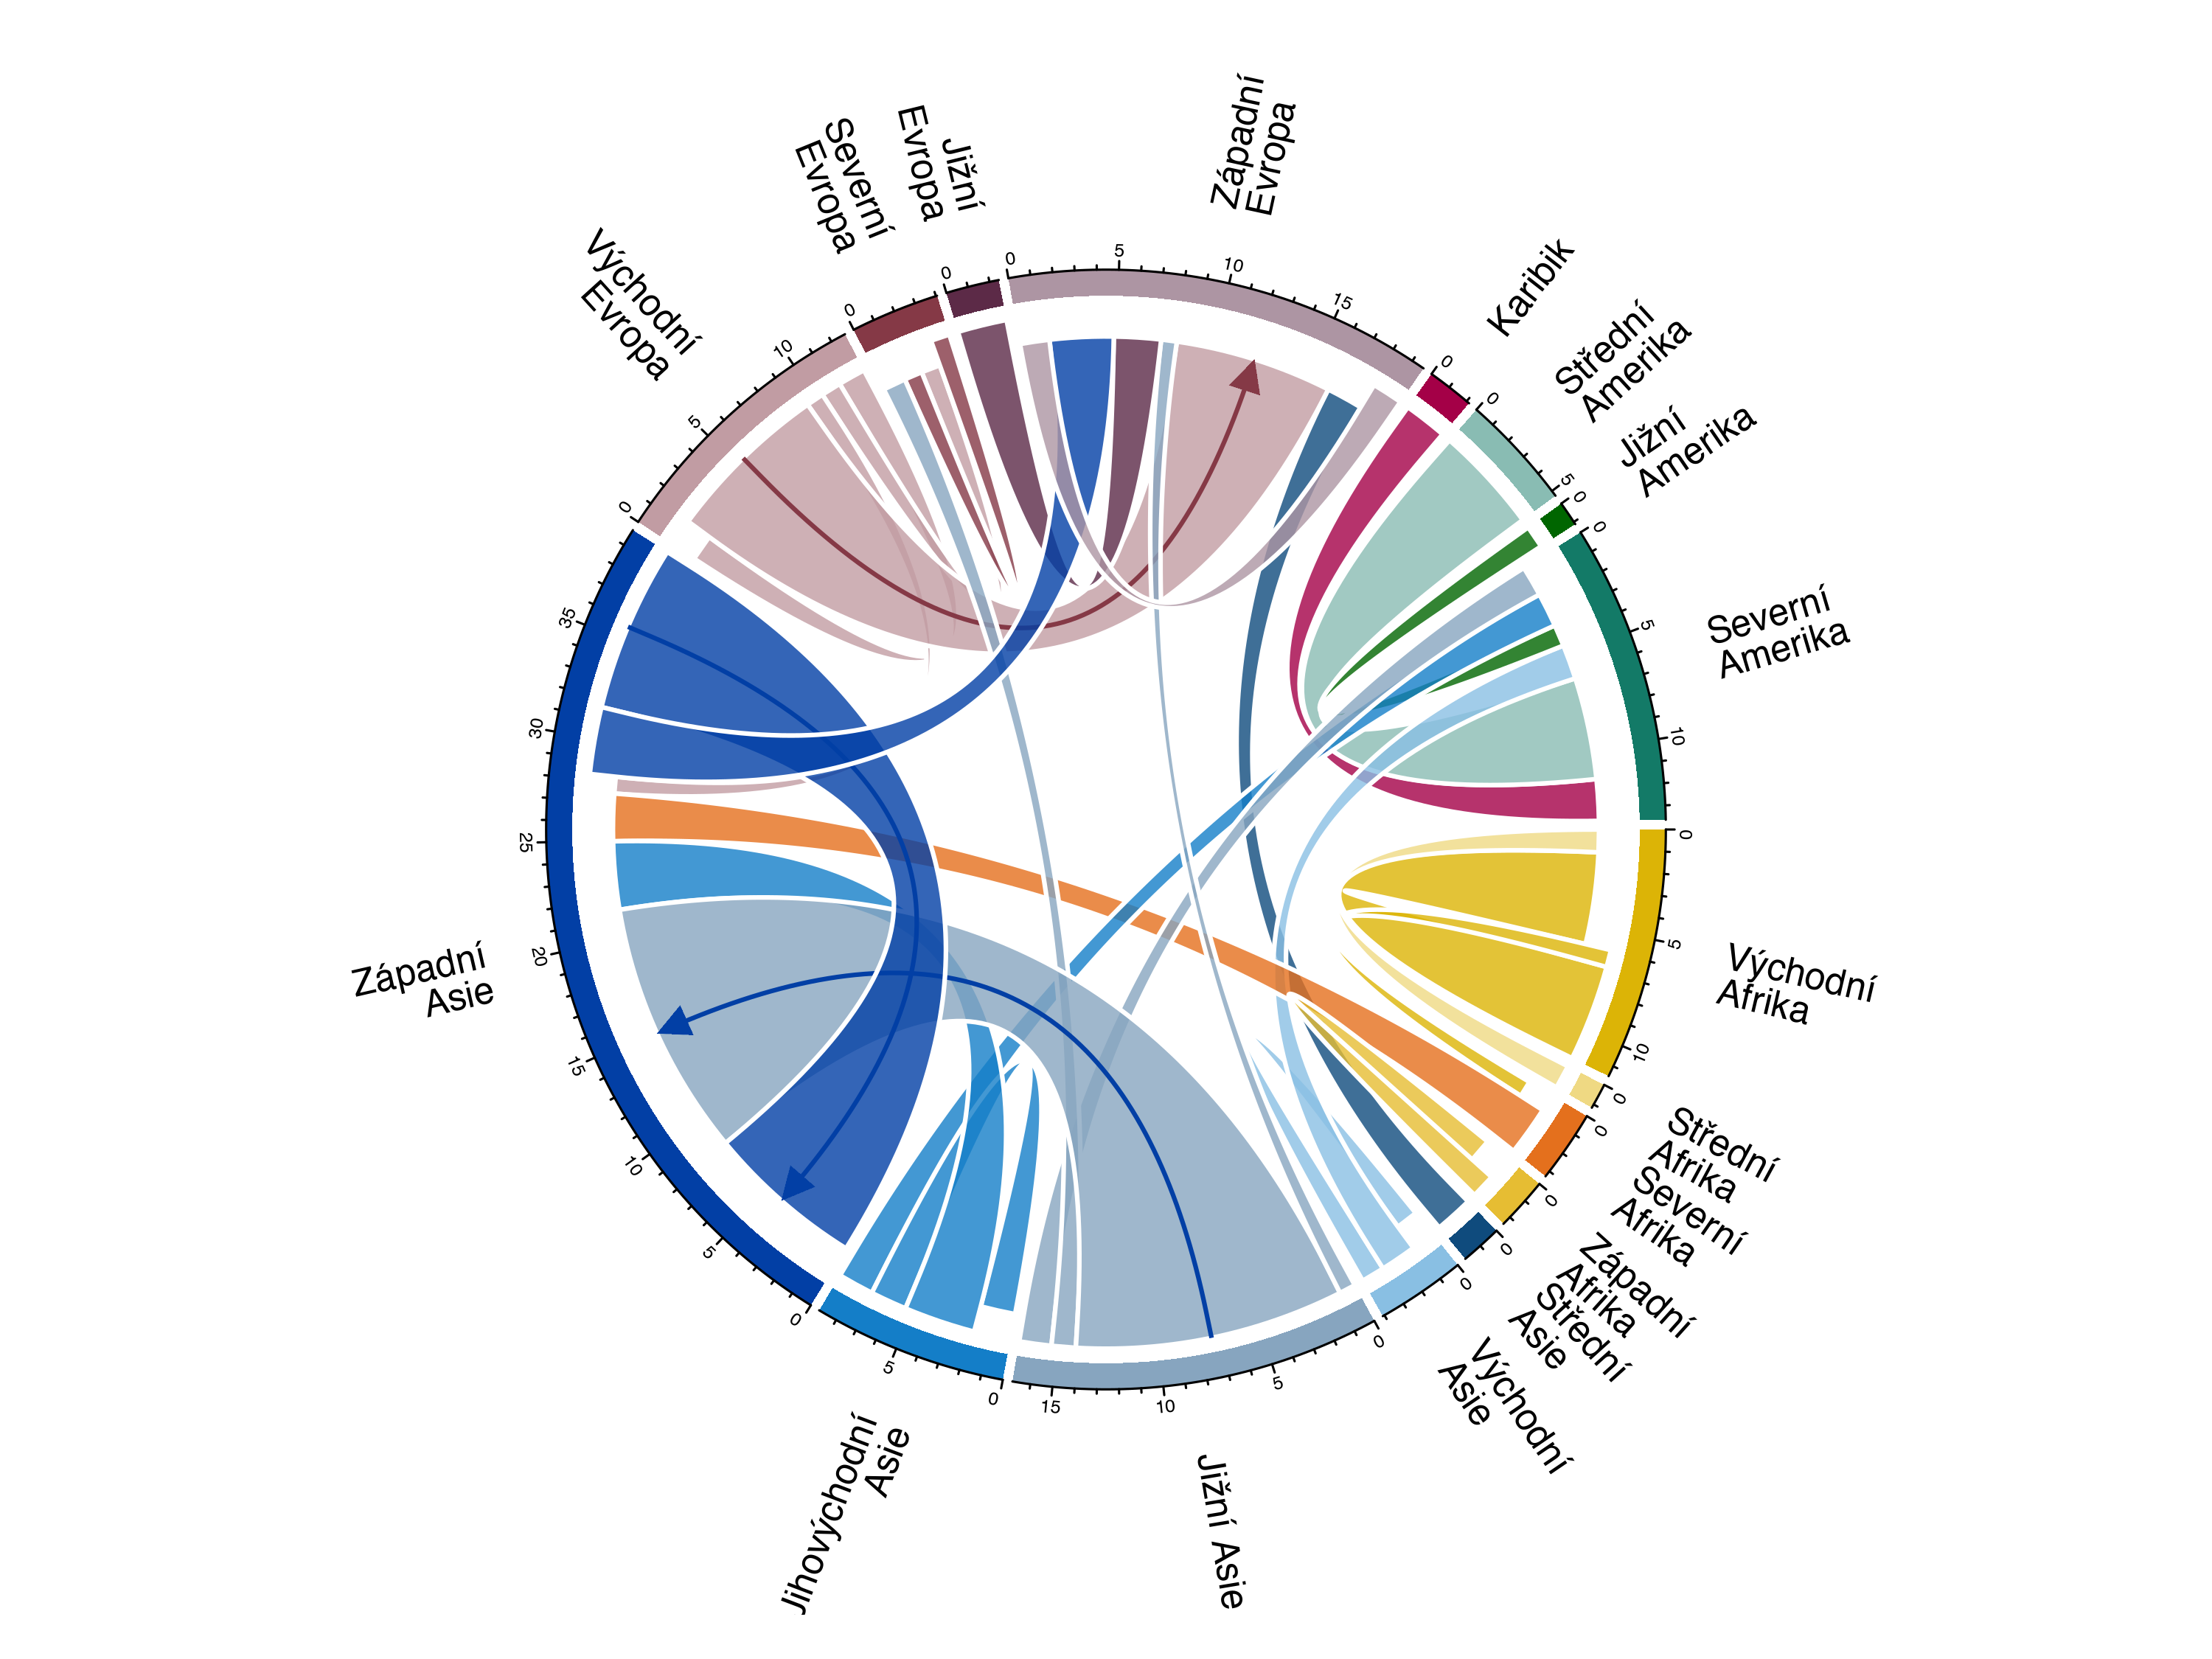 Západní
Evropa
0
5
10
15
Karibik
0
Střední
Amerika
0
5
Jižní
Amerika
0
Severní
Amerika
0
5
10
Východní
Afrika
0
5
10
Střední
Afrika
0
Severní
Afrika
0
Západní
Afrika
0
Střední
Asie
0
Východní
Asie
0
Jižní Asie
0
5
10
15
Jihovýchodní
Asie
0
5
Západní
Asie
0
5
10
15
20
25
30
35
Východní
Evropa
0
5
10
Severní
Evropa
0
Jižní
Evropa
0